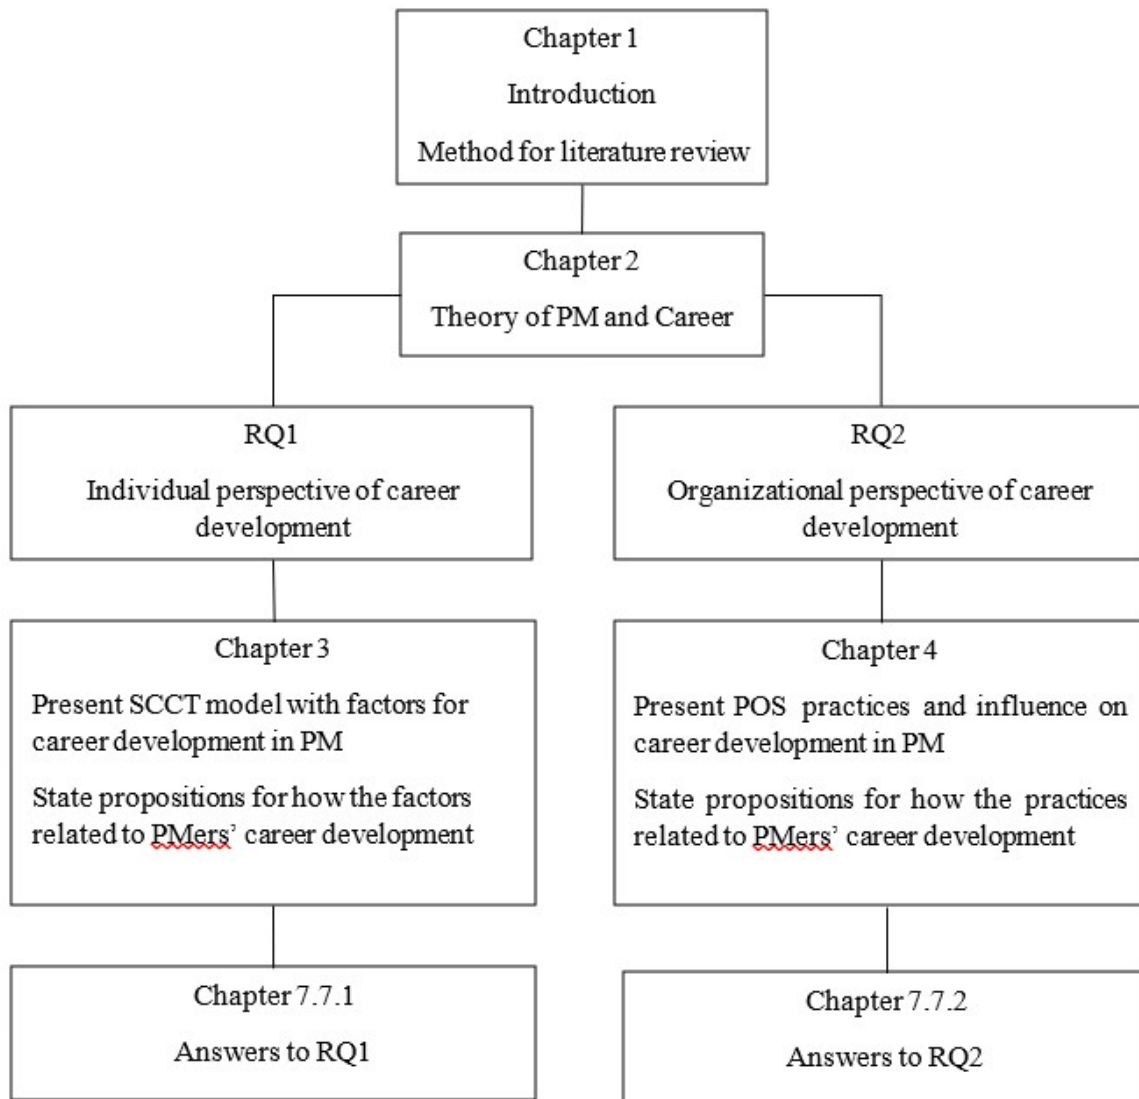 Chapter 1
Introduction
Method for literature review
Chapter 2
Theory of PM and Career
RQ1
Individual perspective of career
development
RQ2
Organizational perspective of career
development
Chapter 3
Present SCCT model with factors for
career development in PM
State propositions for how the factors
related to PMers’ career development
Chapter 4
Present POS practices and influence on
career development in PM
State propositions for how the practices
related to PMers’ career development
Chapter 7.7.1
Answers to RQ1
Chapter 7.7.2
Answers to RQ2